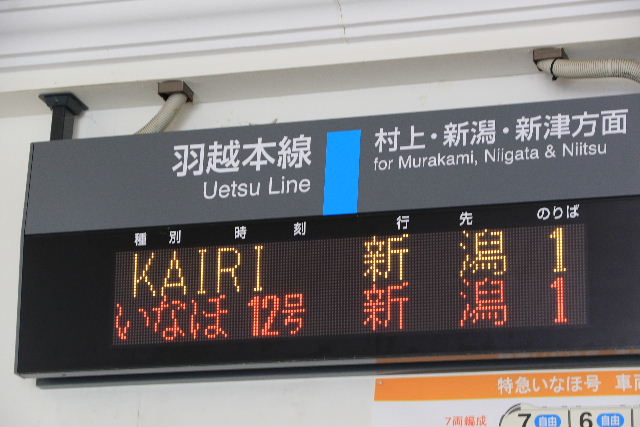 羽越本線
Uetsu Line
村上・新潟・新津方面
for Murakami, Niigata & Niitsu
種別 時刻 行先 のりば
KAIRI 新潟 1
いなほ 12号 新潟 1
特急いなほ号 車両
7両編成 7 自由 6 自由